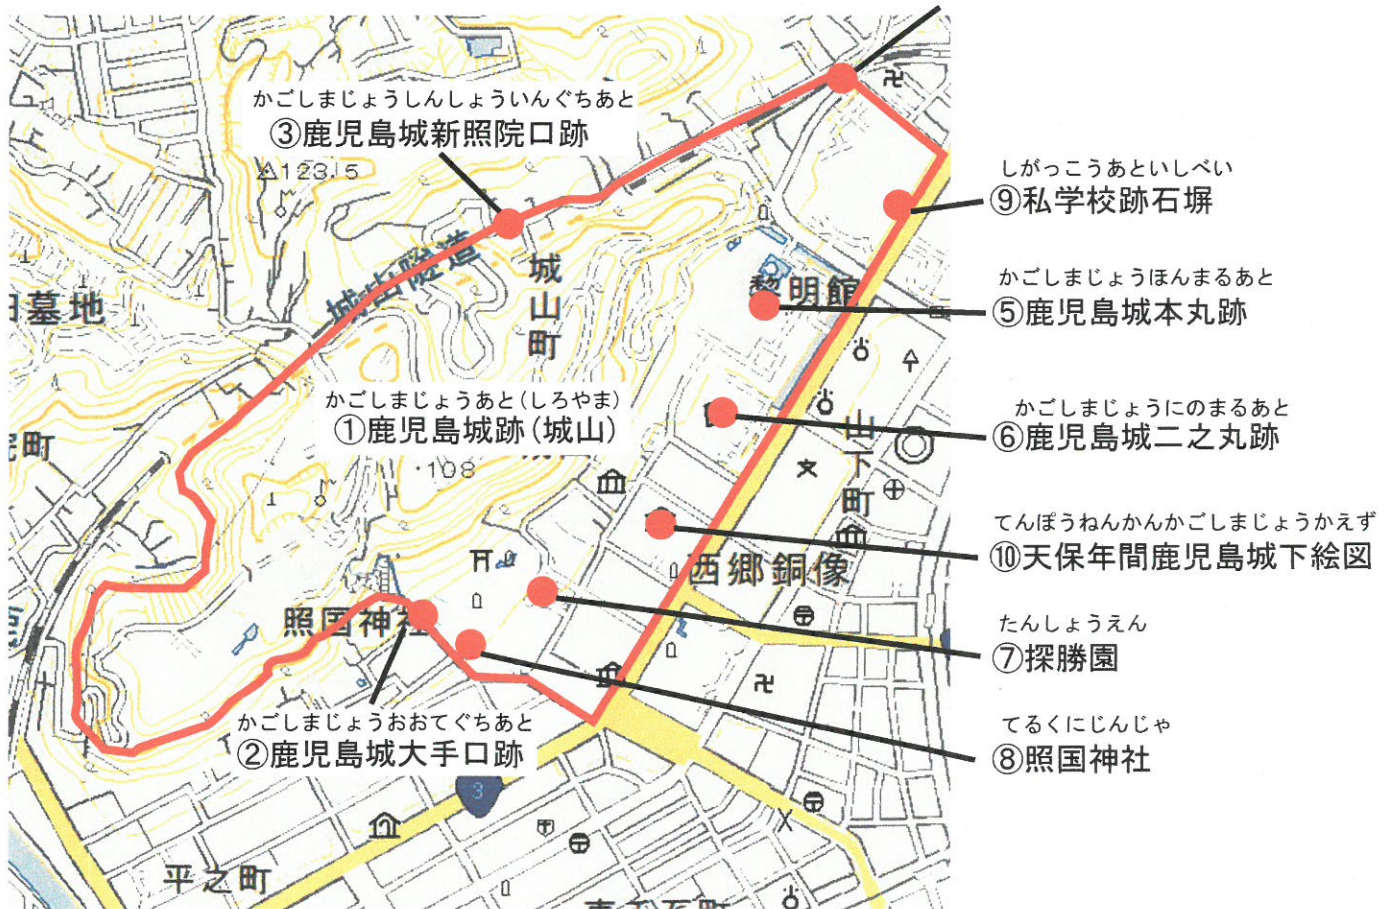 かごしまじょうしんしょういんぐちあと
③鹿児島城新照院口跡
123.5
しがっこうあといしべい
⑨私学校跡石塀
城山隧道
城山町
黎明館
かごしまじょうほんまるあと
⑤鹿児島城本丸跡
墓地
かごしまじょうあと(しろやま)
①鹿児島城跡(城山)
108
かごしまじょうにのまるあと
⑥鹿児島城二之丸跡
山下町
院町
てんぽうねんかんかごしまじょうかえず
⑩天保年間鹿児島城下絵図
西郷銅像
照国神社
たんしょうえん
⑦探勝園
かごしまじょうおおてぐちあと
②鹿児島城大手口跡
てるくにじんじゃ
⑧照国神社
3
平之町